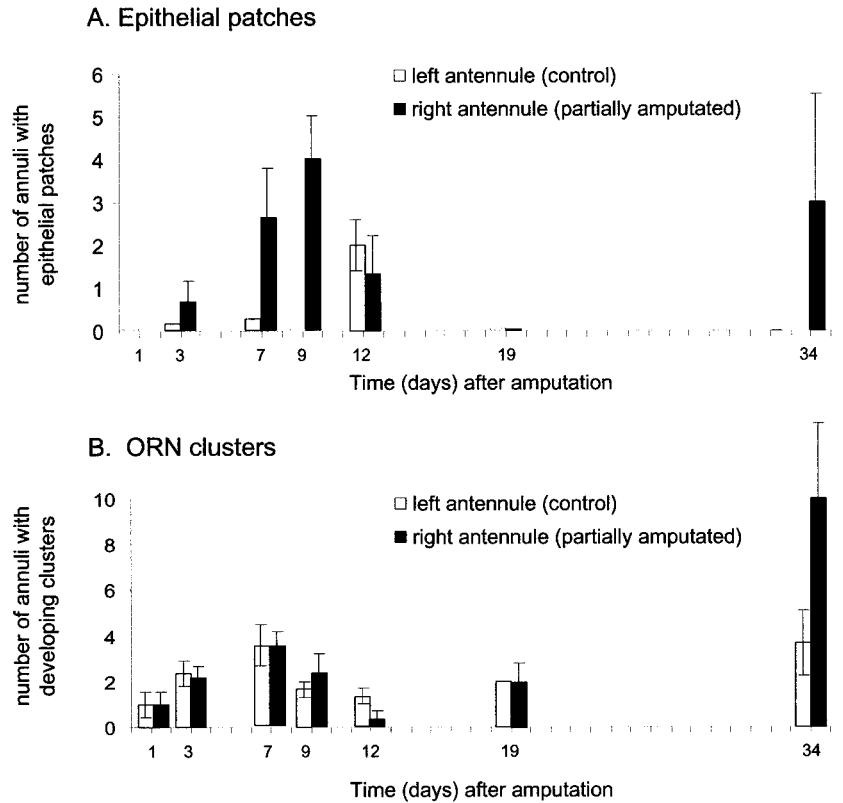 A. Epithelial patches
left antennule (control)
right antennule (partially amputated)
number of annuli with
epithelial patches
6
5
4
3
2
1
0
1 3 7 9 12 19 34
Time (days) after amputation
B. ORN clusters
left antennule (control)
right antennule (partially amputated)
number of annuli with
developing clusters
10
8
6
4
2
0
1 3 7 9 12 19 34
Time (days) after amputation